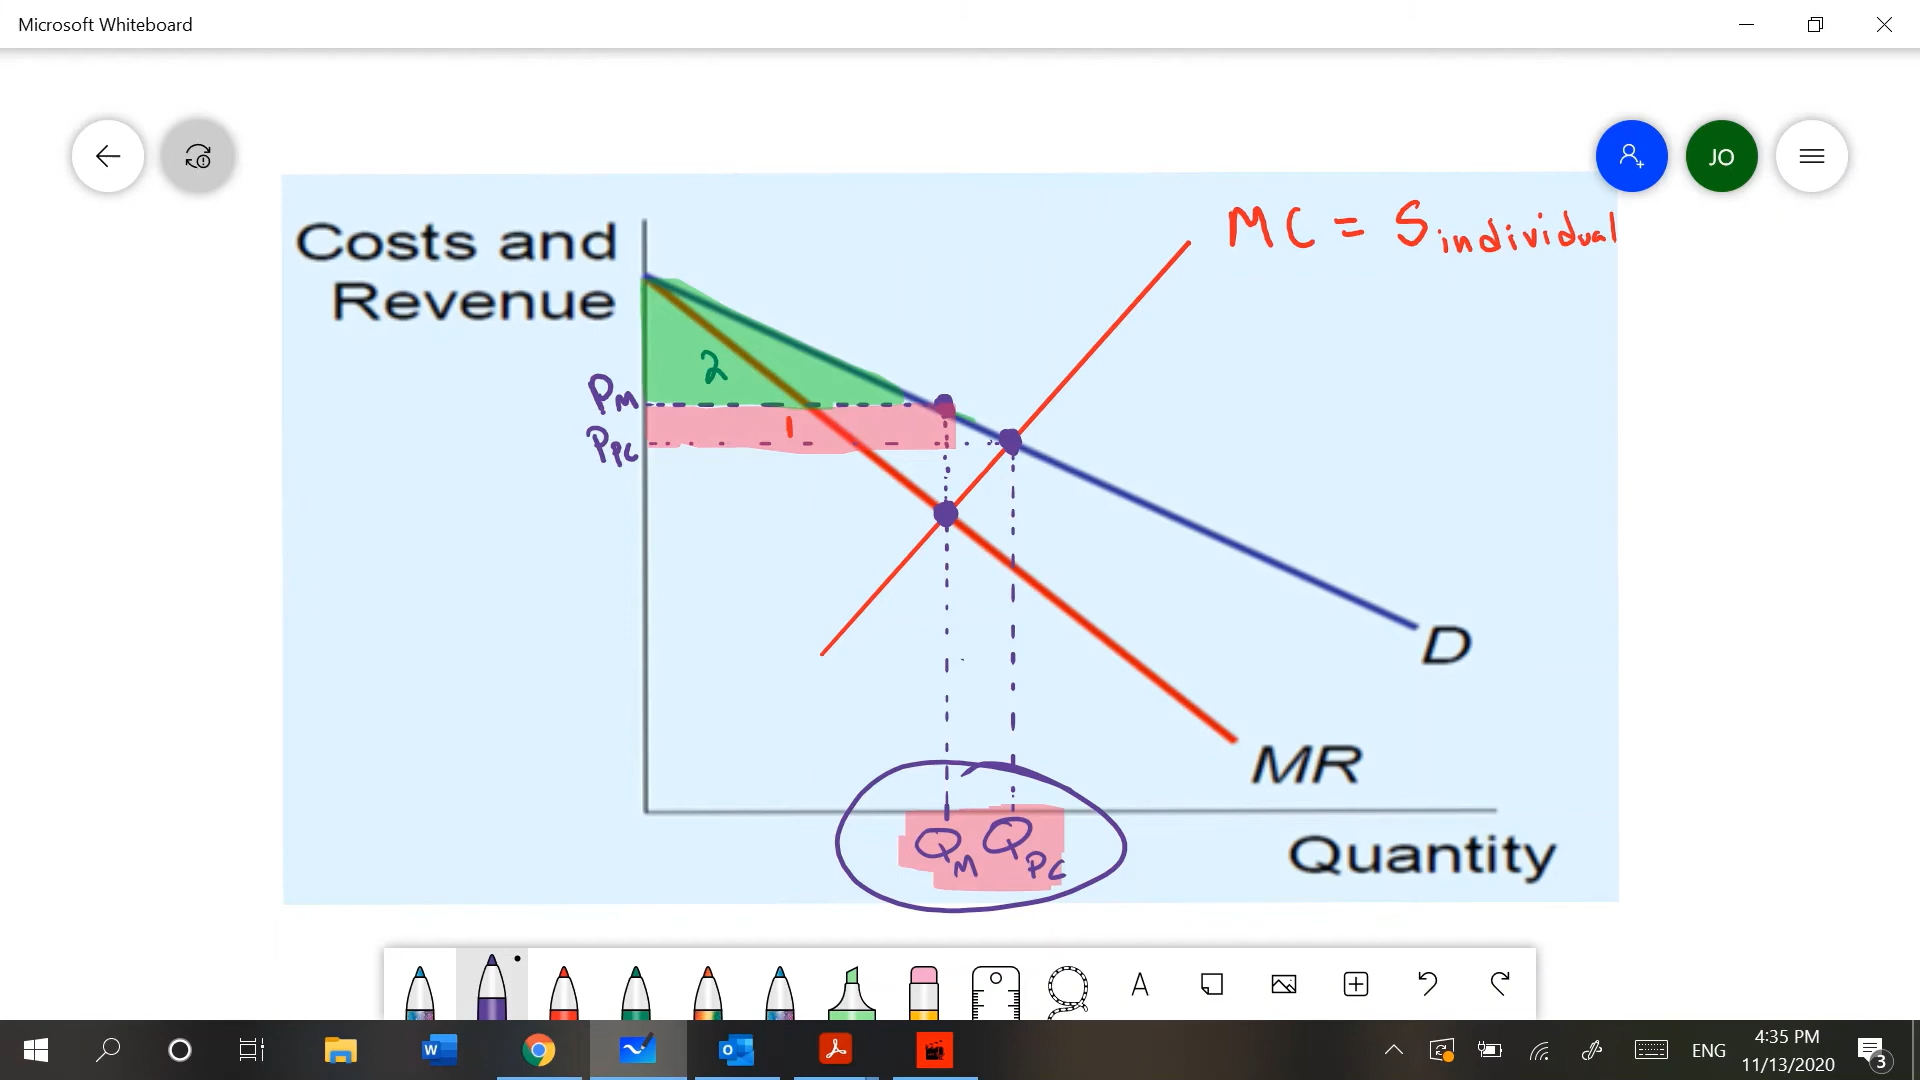 Microsoft Whiteboard
JO
MC = Sindividual
Costs and
Revenue
2
PM
1
PPC
D
MR
QM QPC
Quantity
A
W
O
ENG
4:35 PM
11/13/2020
3